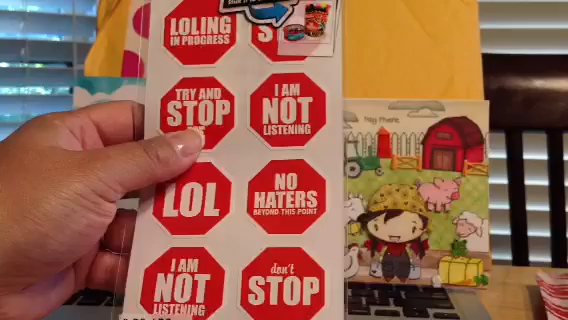 LOLING
IN PROGRESS
TRY AND
STOP
I AM
NOT
LISTENING
LOL
NO
HATERS
BEYOND THIS POINT
I AM
NOT
LISTENING
don't
STOP